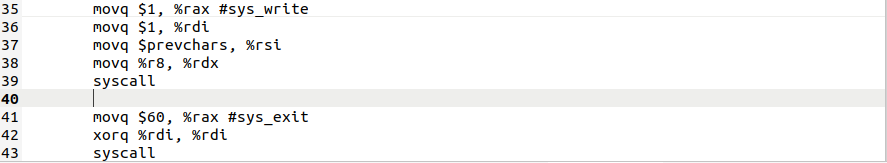 35 movq $1, %rax #sys_write
36 movq $1, %rdi
37 movq $prevchars, %rsi
38 movq %r8, %rdx
39 syscall
40
41 movq $60, %rax #sys_exit
42 xorq %rdi, %rdi
43 syscall